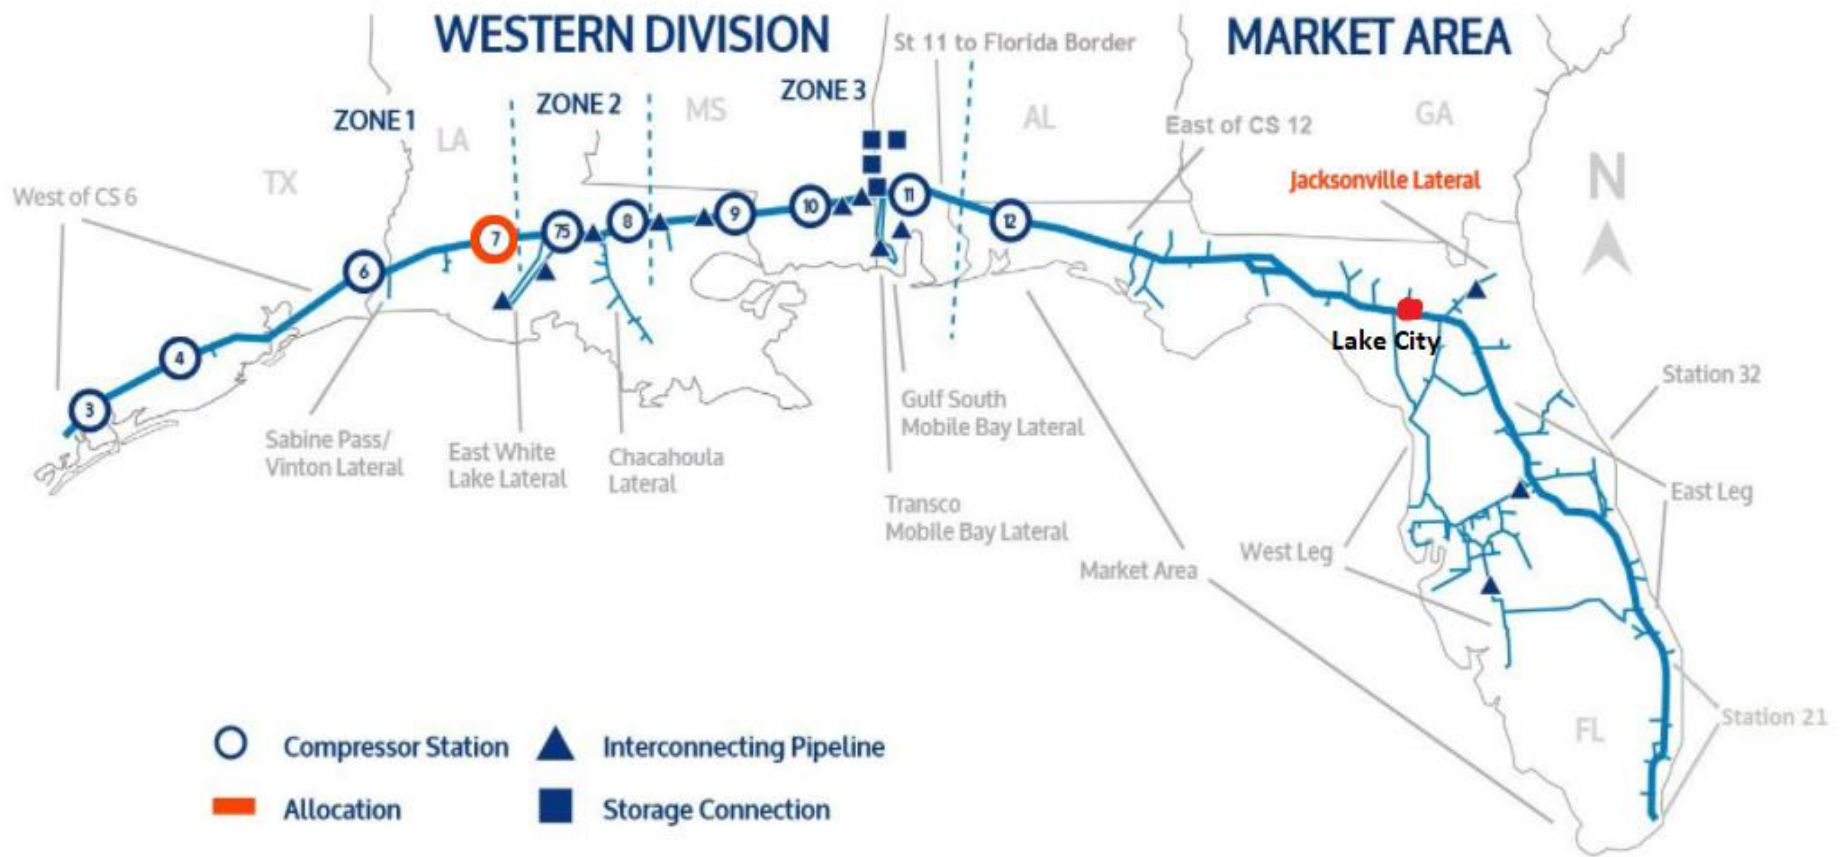 WESTERN DIVISION
MARKET AREA
St 11 to Florida Border
ZONE 1
ZONE 2
ZONE 3
TX
LA
MS
AL
GA
East of CS 12
Jacksonville Lateral
N
West of CS 6
3
4
6
7
75
8
9
10
11
12
Lake City
Station 32
Sabine Pass/
Vinton Lateral
East White
Lake Lateral
Chacahoula
Lateral
Gulf South
Mobile Bay Lateral
Transco
Mobile Bay Lateral
Market Area
West Leg
East Leg
Station 21
FL
Compressor Station
Interconnecting Pipeline
Allocation
Storage Connection